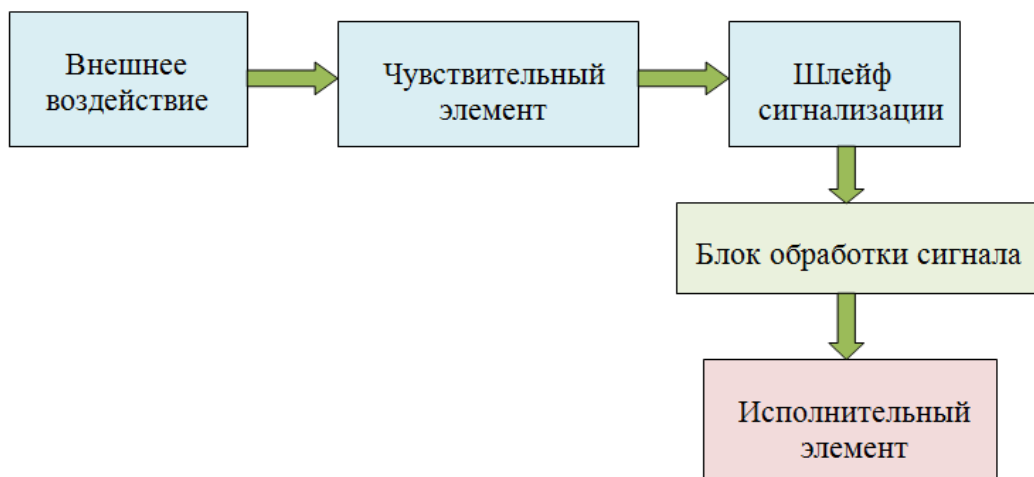 Внешнее
воздействие
Чувствительный
элемент
Шлейф
сигнализации
Блок обработки сигнала
Исполнительный
элемент